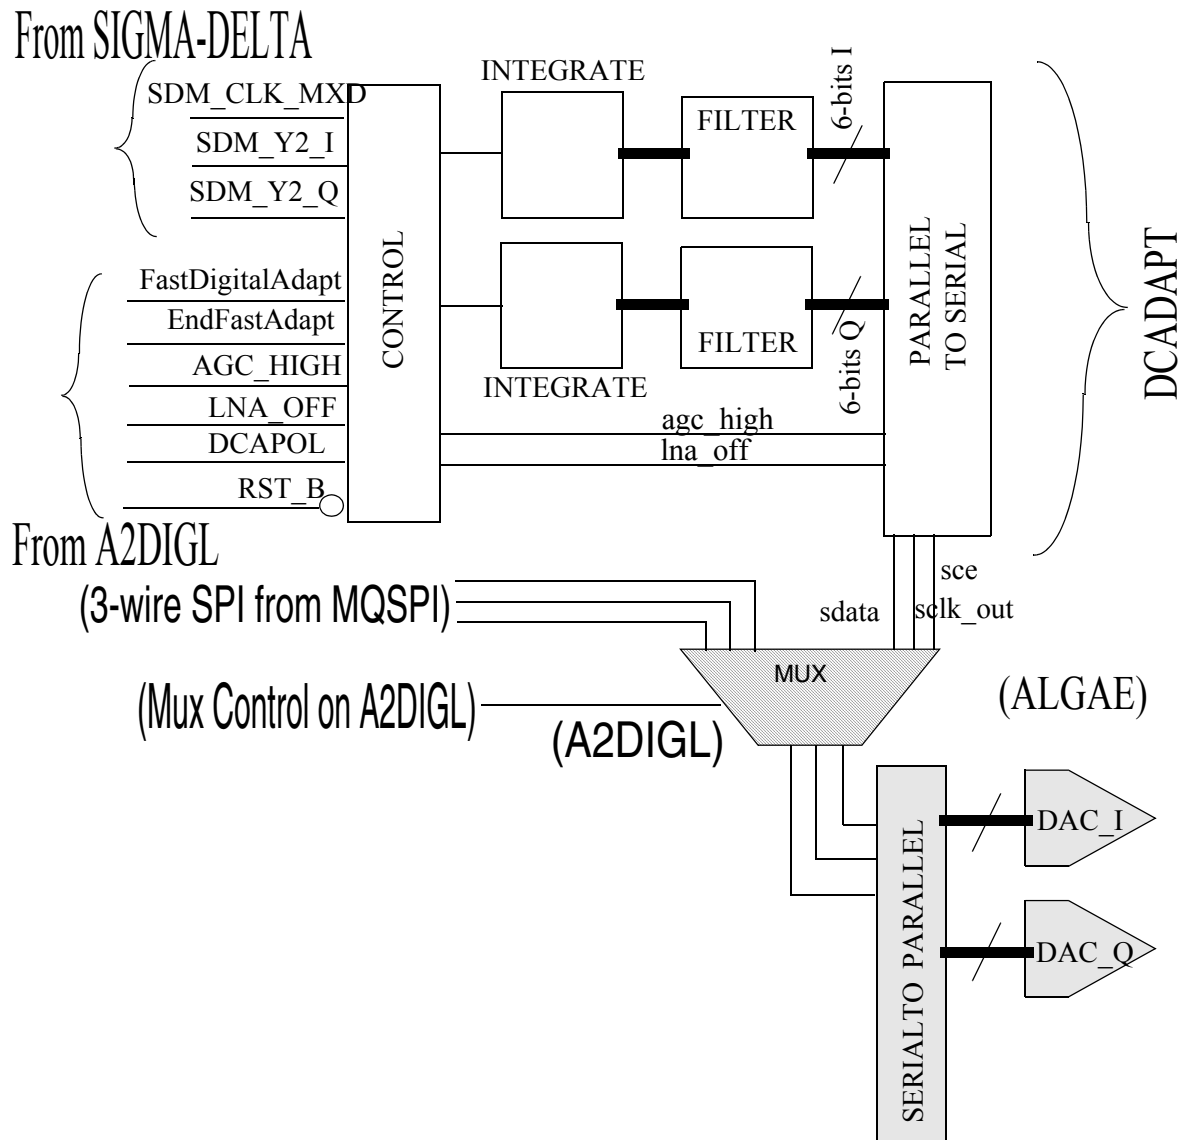 From SIGMA-DELTA
SDM_CLK_MXD
SDM_Y2_I
SDM_Y2_Q
FastDigitalAdapt
EndFastAdapt
AGC_HIGH
LNA_OFF
DCAPOL
RST_B
From A2DIGL
CONTROL
INTEGRATE
FILTER
6-bits I
INTEGRATE
FILTER
6-bits Q
agc_high
lna_off
PARALLEL
TO SERIAL
DCADAPT
sce
sdata
sclk_out
(3-wire SPI from MQSPI)
MUX
(Mux Control on A2DIGL)
(A2DIGL)
(ALGAE)
SERIALTO PARALLEL
DAC_I
DAC_Q